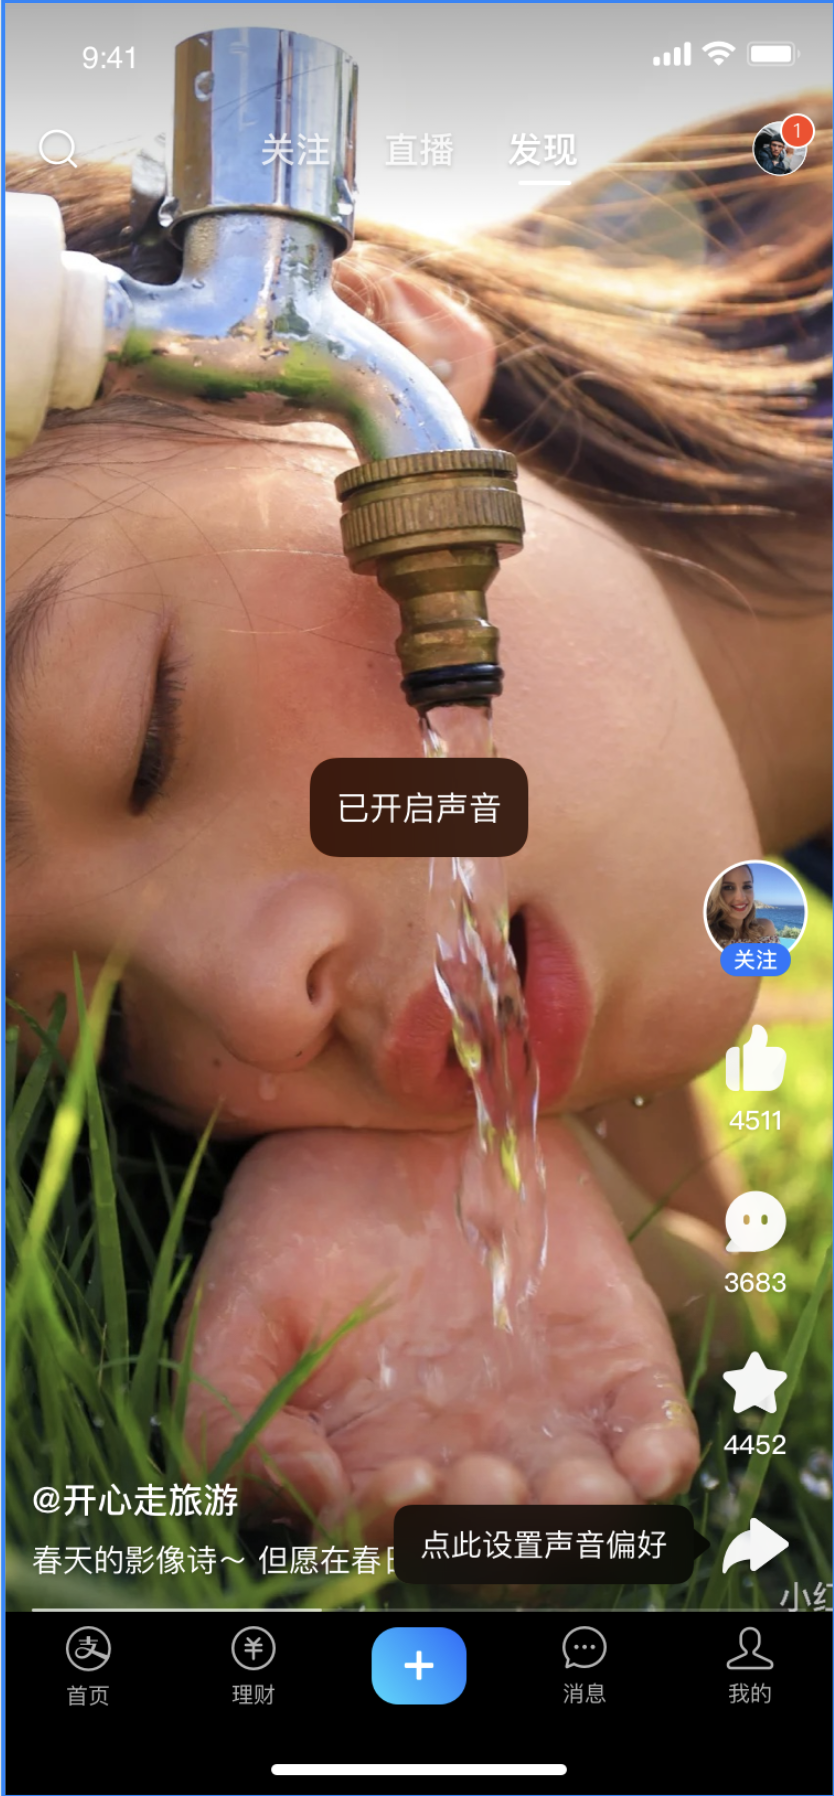 9:41
关注 直播 发现
1
已开启声音
关注
4511
3683
4452
@开心走旅游
春天的影像诗～ 但愿在春
点此设置声音偏好
小红
支
首页 理财 消息 我的